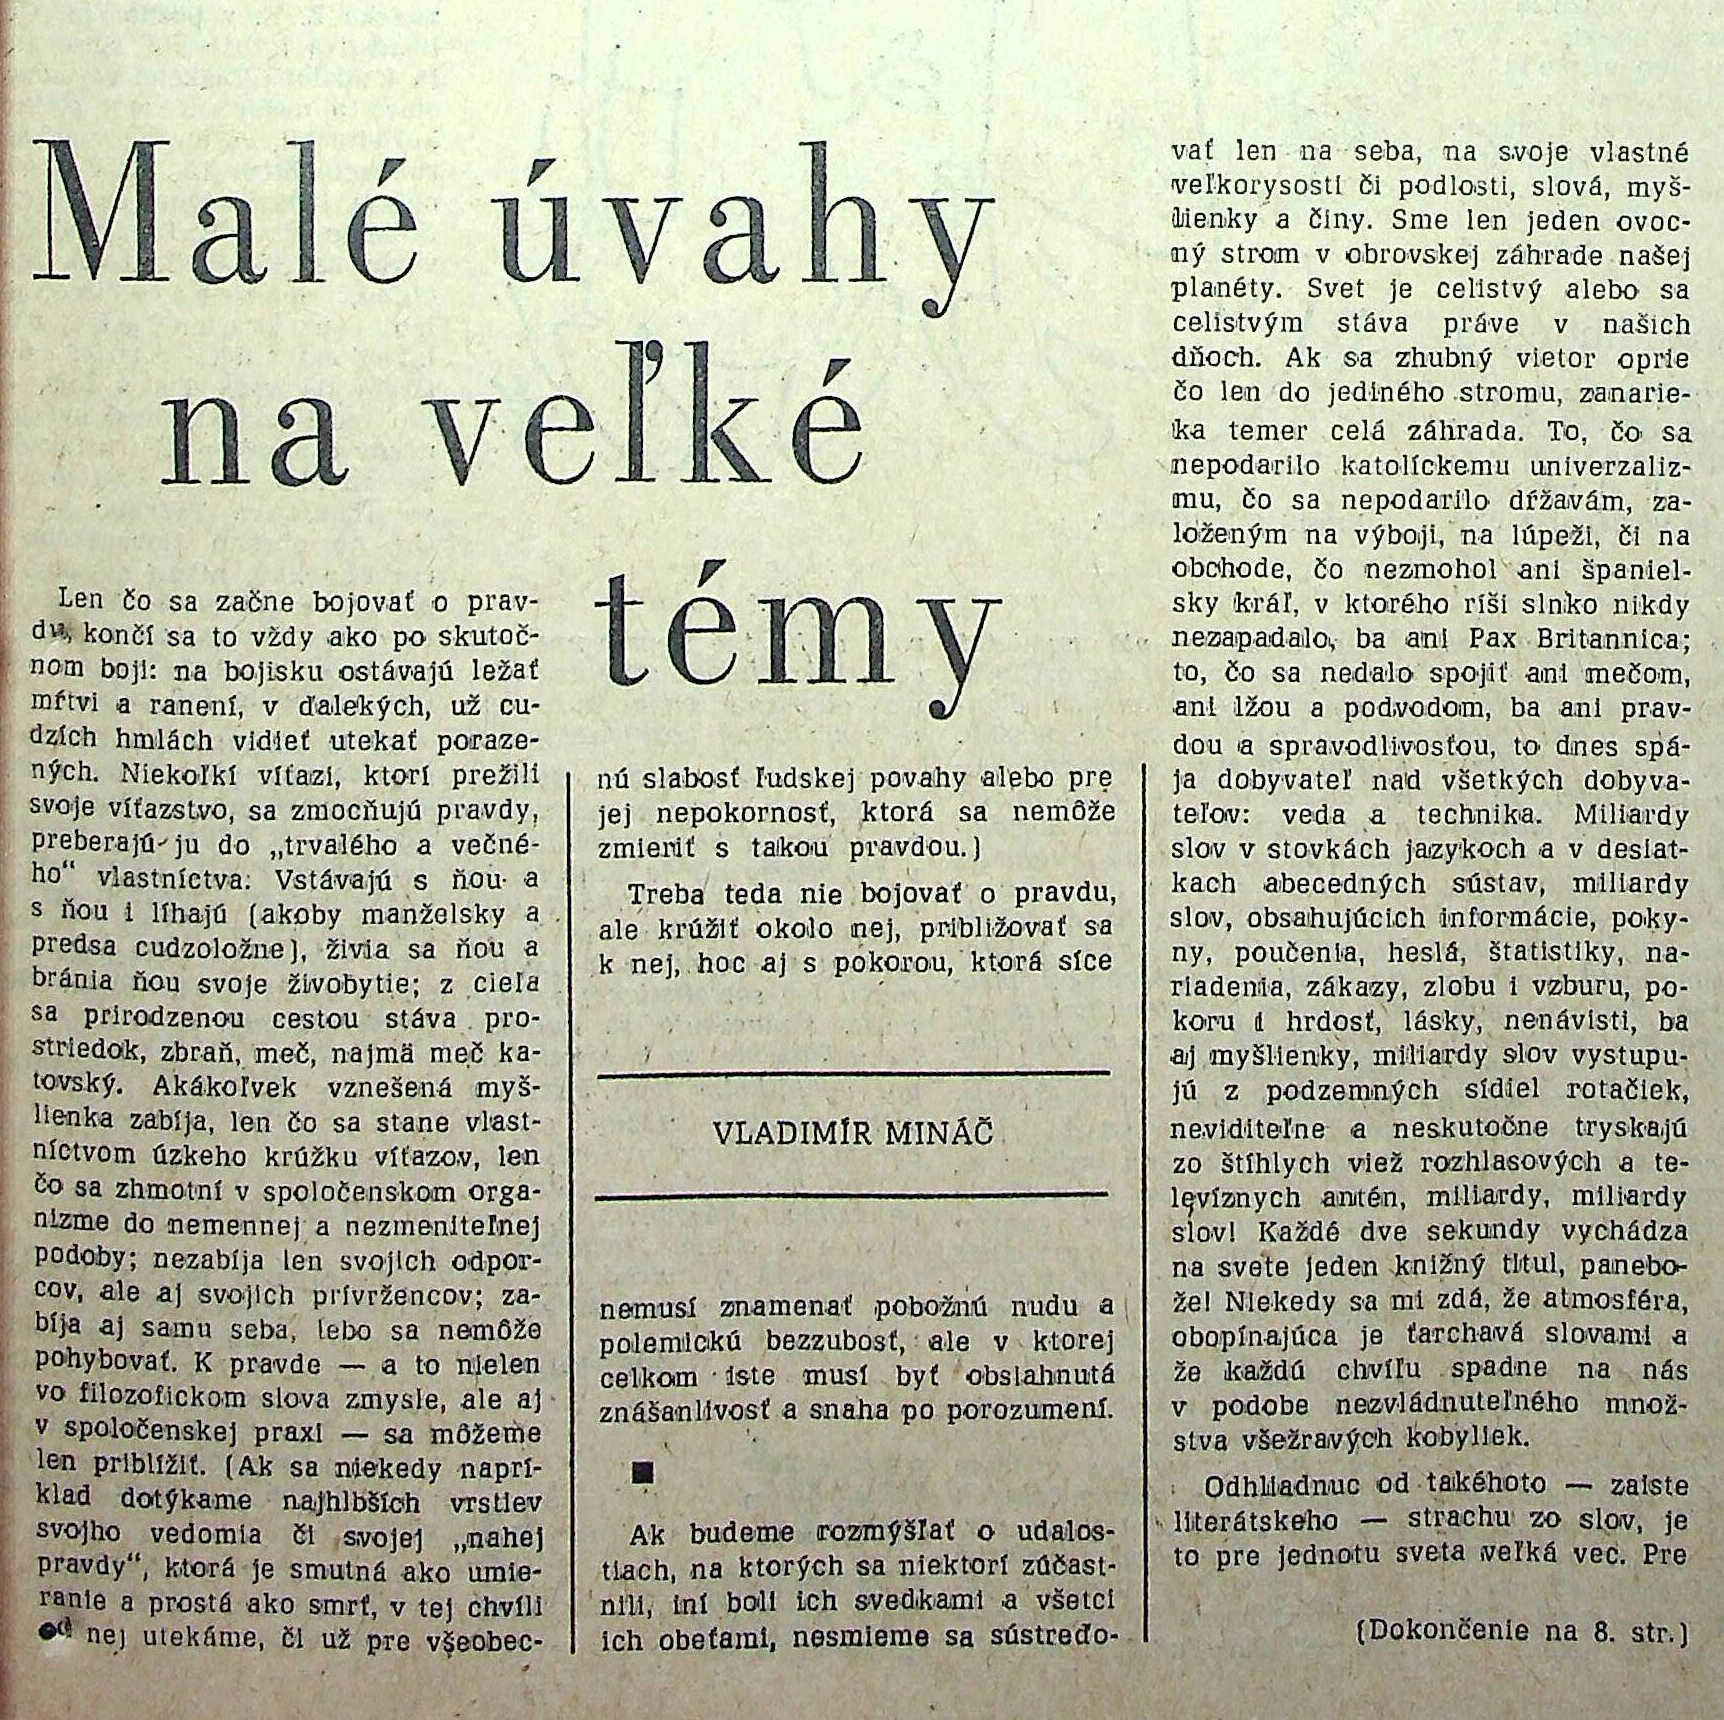 Malé úvahy
na veľké
témy
Len čo sa začne bojovať o prav-
du, končí sa to vždy ako po skutoč-
nom boji: na bojisku ostávajú ležať
mŕtvi a ranení, v ďalekých, už cu-
dzích hmlách vidieť utekať poraze-
ných. Niekoľkí víťazi, ktorí prežili
svoje víťazstvo, sa zmocňujú pravdy,
preberajú ju do „trvalého a večné-
ho“ vlastníctva: Vstávajú s ňou a
s ňou i líhajú (akoby manželsky a
predsa cudzoložne), živia sa ňou a
bránia ňou svoje živobytie; z cieľa
sa prirodzenou cestou stáva pro-
striedok, zbraň, meč, najmä meč ka-
tovský. Akákoľvek vznešená myš-
lienka zabíja, len čo sa stane vlast-
níctvom úzkeho krúžku víťazov, len
čo sa zhmotní v spoločenskom orga-
nizme do nemennej a nezmeniteľnej
podoby; nezabíja len svojich odpor-
cov, ale aj svojich prívržencov; za-
bíja aj samu seba, lebo sa nemôže
pohybovať. K pravde — a to nielen
vo filozofickom slova zmysle, ale aj
v spoločenskej praxi — sa môžeme
len priblížiť. (Ak sa niekedy naprí-
klad dotýkame najhlbších vrstiev
svojho vedomia či svojej „nahej
pravdy“, ktorá je smutná ako umie-
ranie a prostá ako smrť, v tej chvíli
od nej utekáme, či už pre všeobec-
nú slabosť ľudskej povahy alebo pre
jej nepokornosť, ktorá sa nemôže
zmieriť s takou pravdou.)
Treba teda nie bojovať o pravdu,
ale krúžiť okolo nej, približovať sa
k nej, hoc aj s pokorou, ktorá síce
VLADIMÍR MINÁČ
nemusí znamenať pobožnú nudu a
polemickú bezzubosť, ale v ktorej
celkom iste musí byť obsiahnutá
znášanlivosť a snaha po porozumení.
Ak budeme rozmýšľať o udalos-
tiach, na ktorých sa niektorí zúčast-
nili, iní boli ich svedkami a všetci
ich obeťami, nesmieme sa sústreďo-
vať len na seba, na svoje vlastné
veľkorysosti či podlosti, slová, myš-
lienky a činy. Sme len jeden ovoc-
ný strom v obrovskej záhrade našej
planéty. Svet je celistvý alebo sa
celistvým stáva práve v našich
dňoch. Ak sa zhubný vietor oprie
čo len do jediného stromu, zanarie-
ka temer celá záhrada. To, čo sa
nepodarilo katolíckemu univerzaliz-
mu, čo sa nepodarilo dŕžavám, za-
loženým na výboji, na lúpeži, či na
obchode, čo nezmohol ani španiel-
sky kráľ, v ktorého ríši slnko nikdy
nezapadalo, ba ani Pax Britannica;
to, čo sa nedalo spojiť ani mečom,
ani lžou a podvodom, ba ani prav-
dou a spravodlivosťou, to dnes spá-
ja dobyvateľ nad všetkých dobyva-
teľov: veda a technika. Miliardy
slov v stovkách jazykoch a v desiat-
kach abecedných sústav, miliardy
slov, obsahujúcich informácie, poky-
ny, poučenia, heslá, štatistiky, na-
riadenia, zákazy, zlobu i vzburu, po-
koru i hrdosť, lásky, nenávisti, ba
aj myšlienky, miliardy slov vystupu-
jú z podzemných sídiel rotačiek,
neviditeľne a neskutočne tryskajú
zo štíhlych viež rozhlasových a te-
levíznych antén, miliardy, miliardy
slov! Každé dve sekundy vychádza
na svete jeden knižný titul, panebo-
že! Niekedy sa mi zdá, že atmosféra,
obopínajúca je ťarchavá slovami a
že každú chvíľu spadne na nás
v podobe nezvládnuteľného množ-
stva všežravých kobyliek.
Odhliadnuc od takéhoto — zaiste
literátskeho — strachu zo slov, je
to pre jednotu sveta veľká vec. Pre
(Dokončenie na 8. str.)